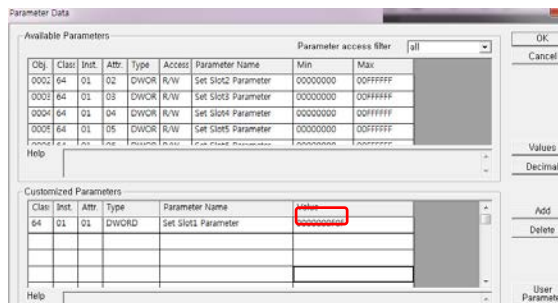 Parameter Data
Available Parameters
Parameter access filter all
OK
Cancel
Obj. Clas: Inst. Attr. Type Access Parameter Name Min Max
0002 64 01 02 DWOR R/W Set Slot2 Parameter 00000000 00FFFFFF
0003 64 01 03 DWOR R/W Set Slot3 Parameter 00000000 00FFFFFF
0004 64 01 04 DWOR R/W Set Slot4 Parameter 00000000 00FFFFFF
0005 64 01 05 DWOR R/W Set Slot5 Parameter 00000000 00FFFFFF
Help
Values
Decimal
Customized Parameters
Clas: Inst. Attr. Type Parameter Name Value
64 01 01 DWORD Set Slot1 Parameter
Add
Delete
Help
User
Paramete